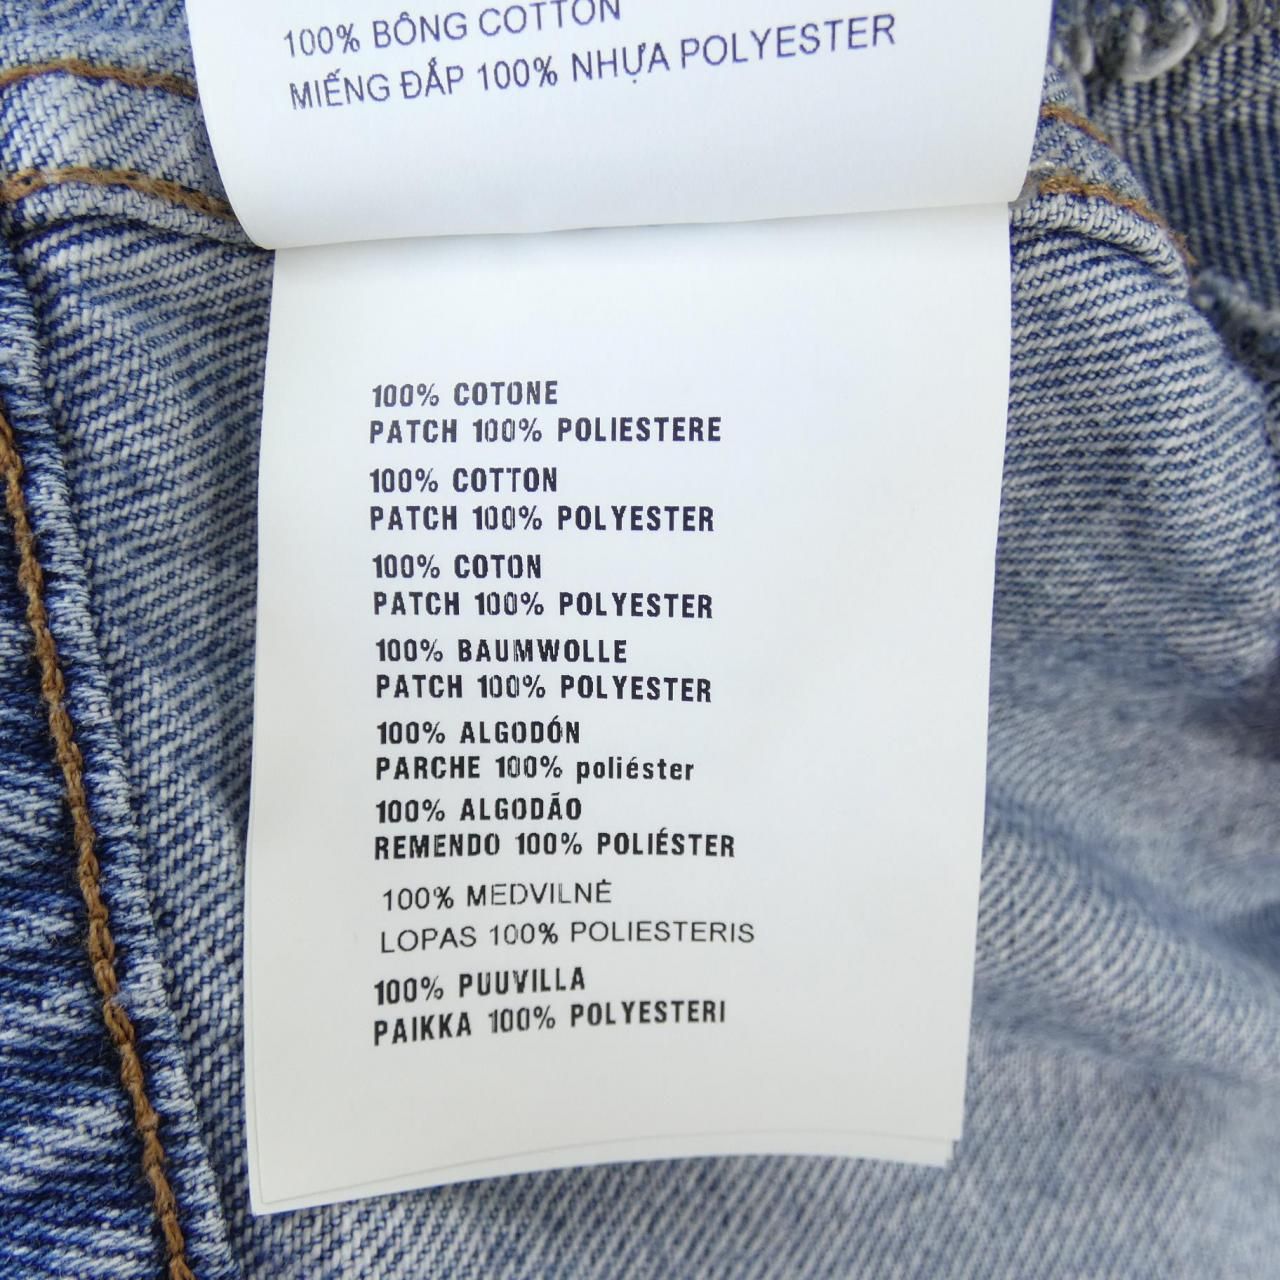 100% BÔNG COTTON
MIẾNG ĐẮP 100% NHỰA POLYESTER
100% COTONE
PATCH 100% POLIESTERE
100% COTTON
PATCH 100% POLYESTER
100% COTON
PATCH 100% POLYESTER
100% BAUMWOLLE
PATCH 100% POLYESTER
100% ALGODÓN
PARCHE 100% poliéster
100% ALGODÃO
REMENDO 100% POLIÉSTER
100% MEDVILNĖ
LOPAS 100% POLIESTERIS
100% PUUVILLA
PAIKKA 100% POLYESTERI